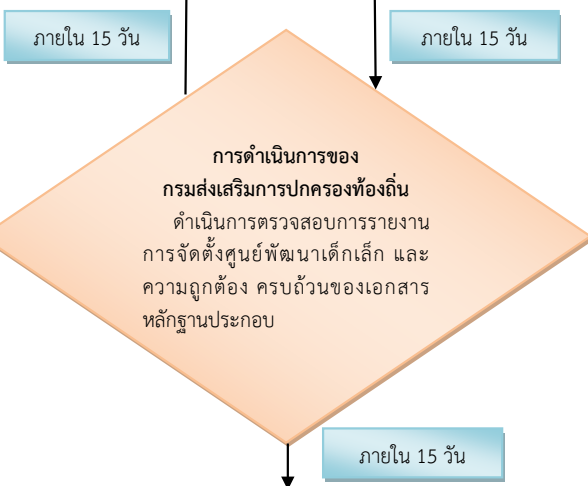 ภายใน 15 วัน
ภายใน 15 วัน
การดำเนินการของ
กรมส่งเสริมการปกครองท้องถิ่น
ดำเนินการตรวจสอบการรายงาน
การจัดตั้งศูนย์พัฒนาเด็กเล็ก และ
ความถูกต้อง ครบถ้วนของเอกสาร
หลักฐานประกอบ
ภายใน 15 วัน